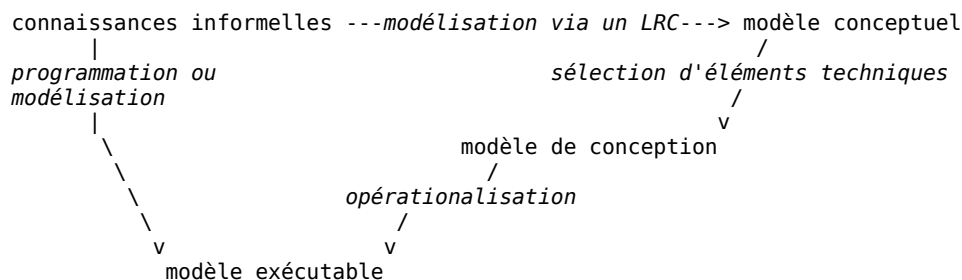 connaissances informelles ---modélisation via un LRC---> modèle conceptuel
| /
programmation ou sélection d'éléments techniques
modélisation /
| v
\ modèle de conception
\ /
\ opérationalisation
\ /
v v
modèle exécutable